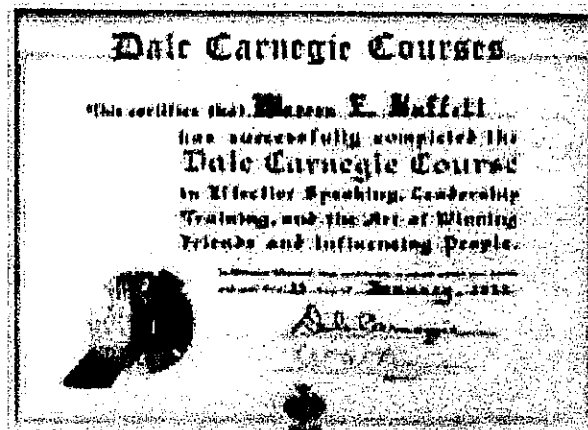 Dale Carnegie Courses
This certifies that Warren E. Buffett
has successfully completed the
Dale Carnegie Course
in Effective Speaking, Leadership
Training, and the Art of Winning
Friends and Influencing People.
January